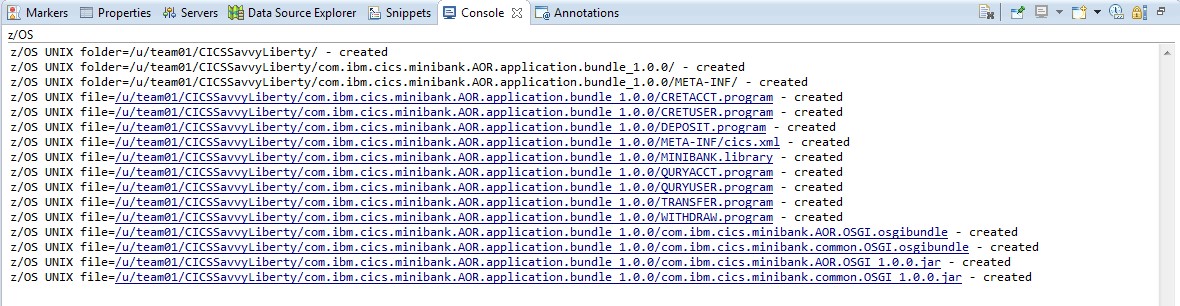 Markers Properties Servers Data Source Explorer Snippets Console Annotations
z/OS
z/OS UNIX folder=/u/team01/CICSSavvyLiberty/ - created
z/OS UNIX folder=/u/team01/CICSSavvyLiberty/com.ibm.cics.minibank.AOR.application.bundle_1.0.0/ - created
z/OS UNIX folder=/u/team01/CICSSavvyLiberty/com.ibm.cics.minibank.AOR.application.bundle_1.0.0/META-INF/ - created
z/OS UNIX file=/u/team01/CICSSavvyLiberty/com.ibm.cics.minibank.AOR.application.bundle_1.0.0/CRETACCT.program - created
z/OS UNIX file=/u/team01/CICSSavvyLiberty/com.ibm.cics.minibank.AOR.application.bundle_1.0.0/CRETUSER.program - created
z/OS UNIX file=/u/team01/CICSSavvyLiberty/com.ibm.cics.minibank.AOR.application.bundle_1.0.0/DEPOSIT.program - created
z/OS UNIX file=/u/team01/CICSSavvyLiberty/com.ibm.cics.minibank.AOR.application.bundle_1.0.0/META-INF/cics.xml - created
z/OS UNIX file=/u/team01/CICSSavvyLiberty/com.ibm.cics.minibank.AOR.application.bundle_1.0.0/MINIBANK.library - created
z/OS UNIX file=/u/team01/CICSSavvyLiberty/com.ibm.cics.minibank.AOR.application.bundle_1.0.0/QURYACCT.program - created
z/OS UNIX file=/u/team01/CICSSavvyLiberty/com.ibm.cics.minibank.AOR.application.bundle_1.0.0/QURYUSER.program - created
z/OS UNIX file=/u/team01/CICSSavvyLiberty/com.ibm.cics.minibank.AOR.application.bundle_1.0.0/TRANSFER.program - created
z/OS UNIX file=/u/team01/CICSSavvyLiberty/com.ibm.cics.minibank.AOR.application.bundle_1.0.0/WITHDRAW.program - created
z/OS UNIX file=/u/team01/CICSSavvyLiberty/com.ibm.cics.minibank.AOR.application.bundle_1.0.0/com.ibm.cics.minibank.AOR.OSGI.osgibundle - created
z/OS UNIX file=/u/team01/CICSSavvyLiberty/com.ibm.cics.minibank.AOR.application.bundle_1.0.0/com.ibm.cics.minibank.common.OSGI.osgibundle - created
z/OS UNIX file=/u/team01/CICSSavvyLiberty/com.ibm.cics.minibank.AOR.application.bundle_1.0.0/com.ibm.cics.minibank.AOR.OSGI_1.0.0.jar - created
z/OS UNIX file=/u/team01/CICSSavvyLiberty/com.ibm.cics.minibank.AOR.application.bundle_1.0.0/com.ibm.cics.minibank.common.OSGI_1.0.0.jar - created